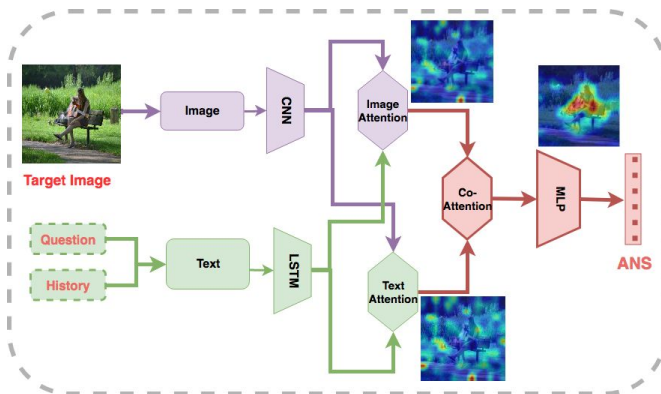 Target Image
Image
CNN
Image
Attention
Co-
Attention
MLP
ANS
Question
History
Text
LSTM
Text
Attention